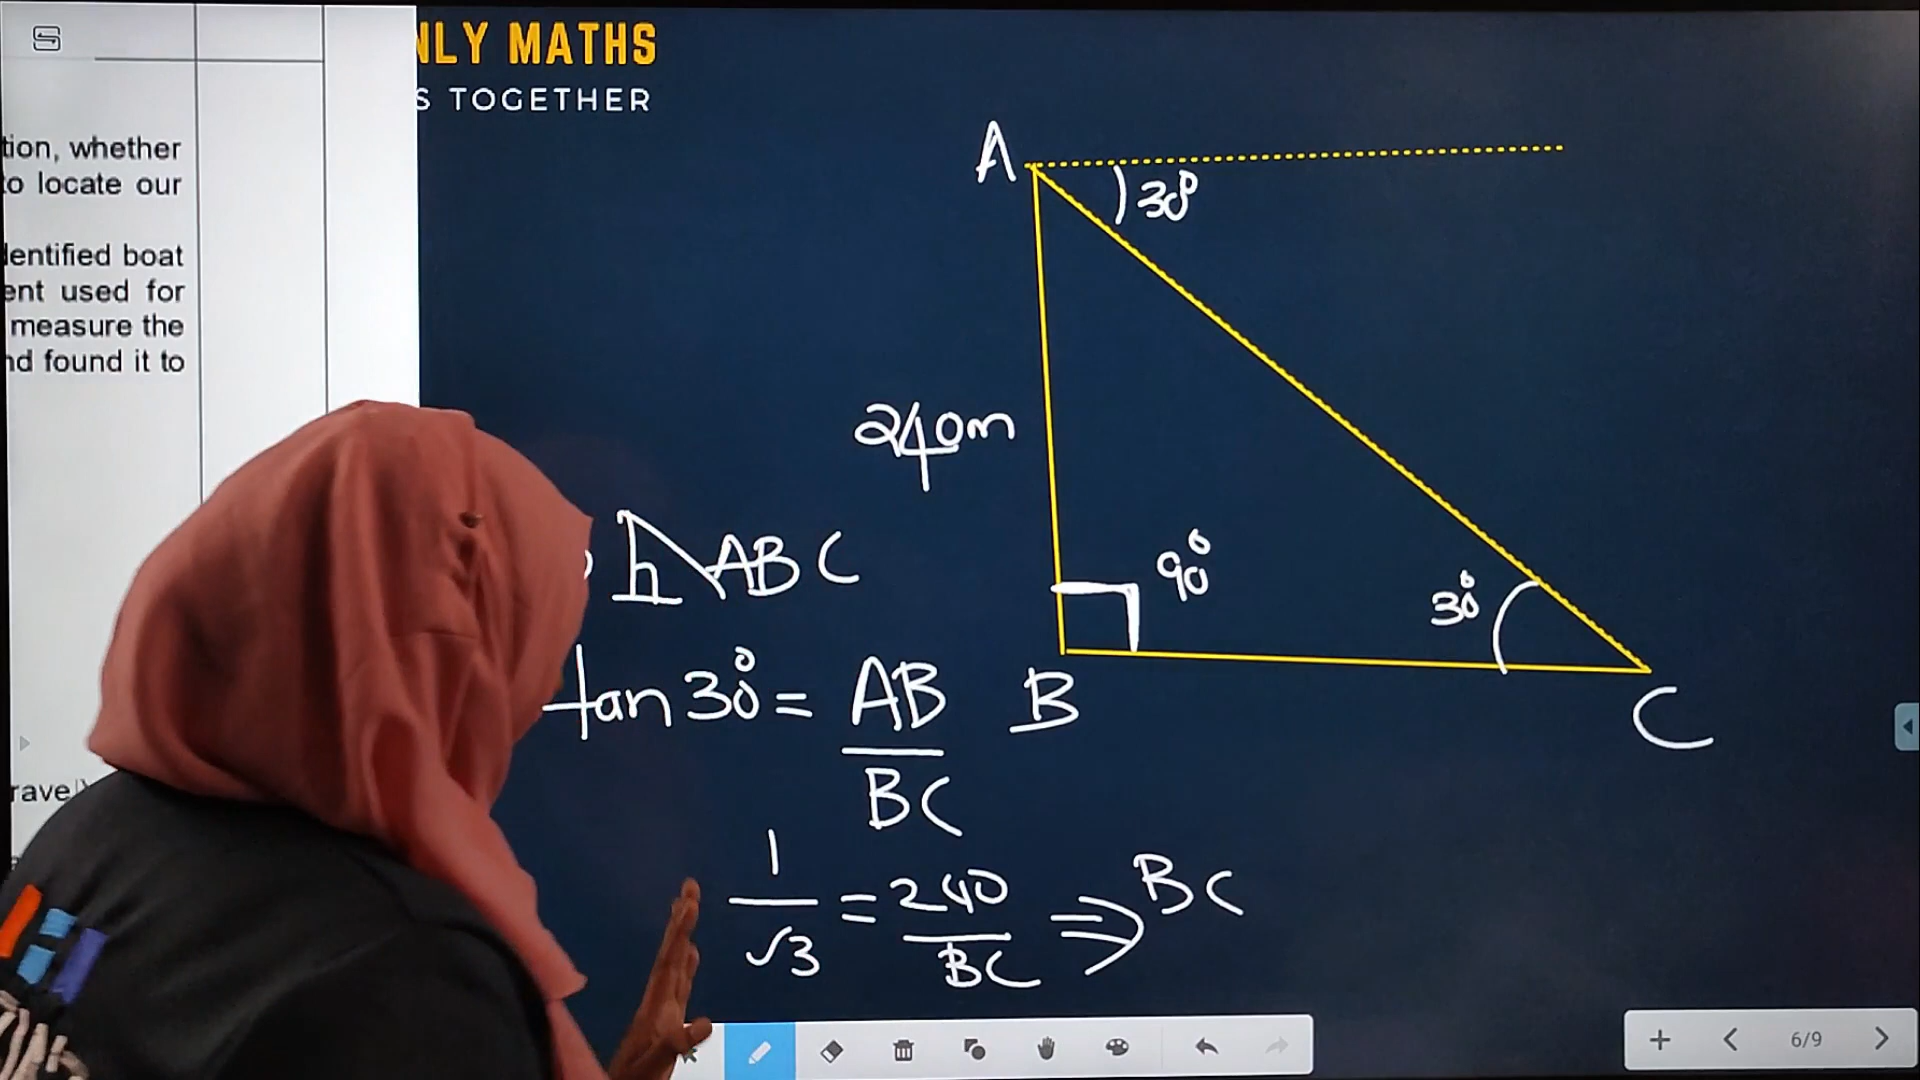 NLY MATHS
S TOGETHER
tion, whether
to locate our
dentified boat
ent used for
measure the
nd found it to
rave
A
30°
240m
90°
30°
B
C
ABC
tan 30° = AB
BC
1
√3
= 240
BC
⇒ BC
6/9